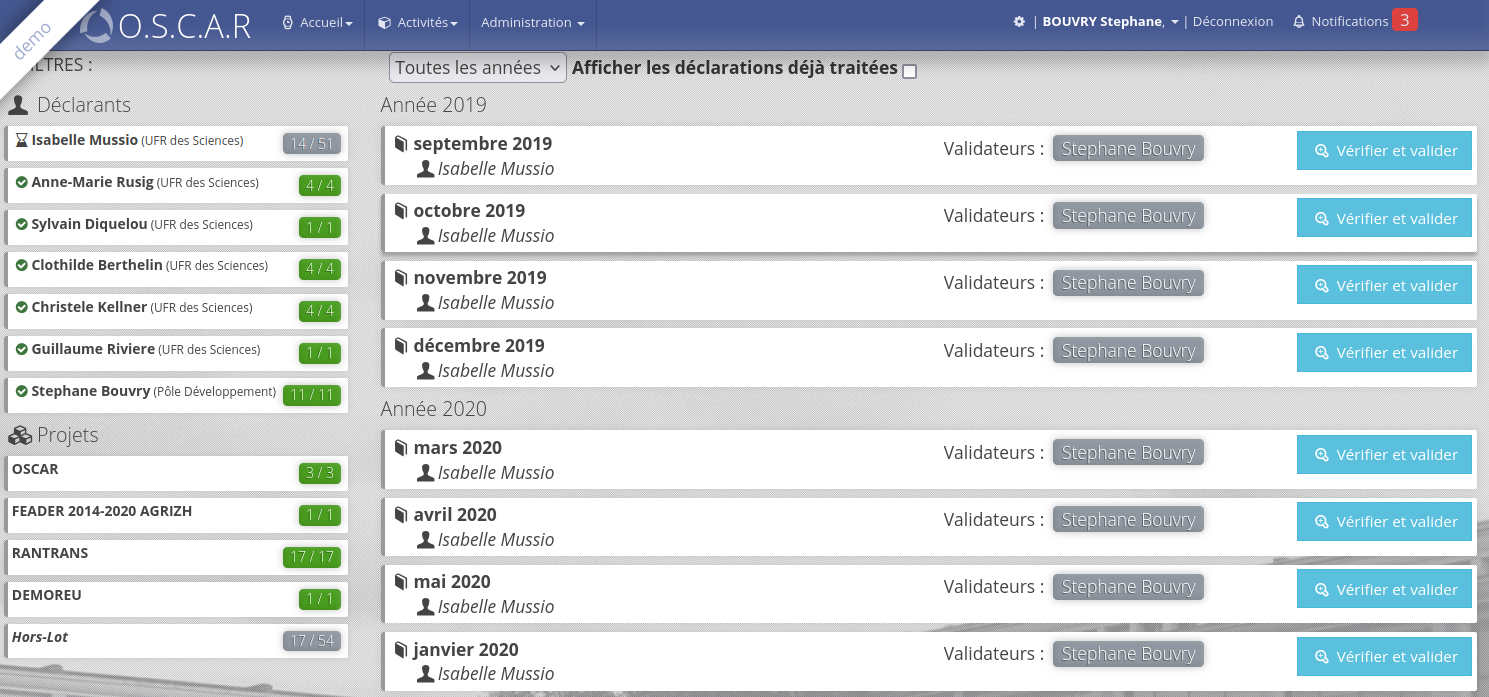 demo
O.S.C.A.R Accueil Activités Administration | BOUVRY Stephane, | Déconnexion Notifications 3
TRES :
Toutes les années Afficher les déclarations déjà traitées
Déclarants
Isabelle Mussio (UFR des Sciences) 14 / 51
Anne-Marie Rusig (UFR des Sciences) 4 / 4
Sylvain Diquelou (UFR des Sciences) 1 / 1
Clothilde Berthelin (UFR des Sciences) 4 / 4
Christele Kellner (UFR des Sciences) 4 / 4
Guillaume Riviere (UFR des Sciences) 1 / 1
Stephane Bouvry (Pôle Développement) 11 / 11
Projets
OSCAR 3 / 3
FEADER 2014-2020 AGRIZH 1 / 1
RANTRANS 17 / 17
DEMOREU 1 / 1
Hors-Lot 17 / 54
Année 2019
septembre 2019 Validateurs : Stephane Bouvry Vérifier et valider
Isabelle Mussio
octobre 2019 Validateurs : Stephane Bouvry Vérifier et valider
Isabelle Mussio
novembre 2019 Validateurs : Stephane Bouvry Vérifier et valider
Isabelle Mussio
décembre 2019 Validateurs : Stephane Bouvry Vérifier et valider
Isabelle Mussio
Année 2020
mars 2020 Validateurs : Stephane Bouvry Vérifier et valider
Isabelle Mussio
avril 2020 Validateurs : Stephane Bouvry Vérifier et valider
Isabelle Mussio
mai 2020 Validateurs : Stephane Bouvry Vérifier et valider
Isabelle Mussio
janvier 2020 Validateurs : Stephane Bouvry Vérifier et valider
Isabelle Mussio